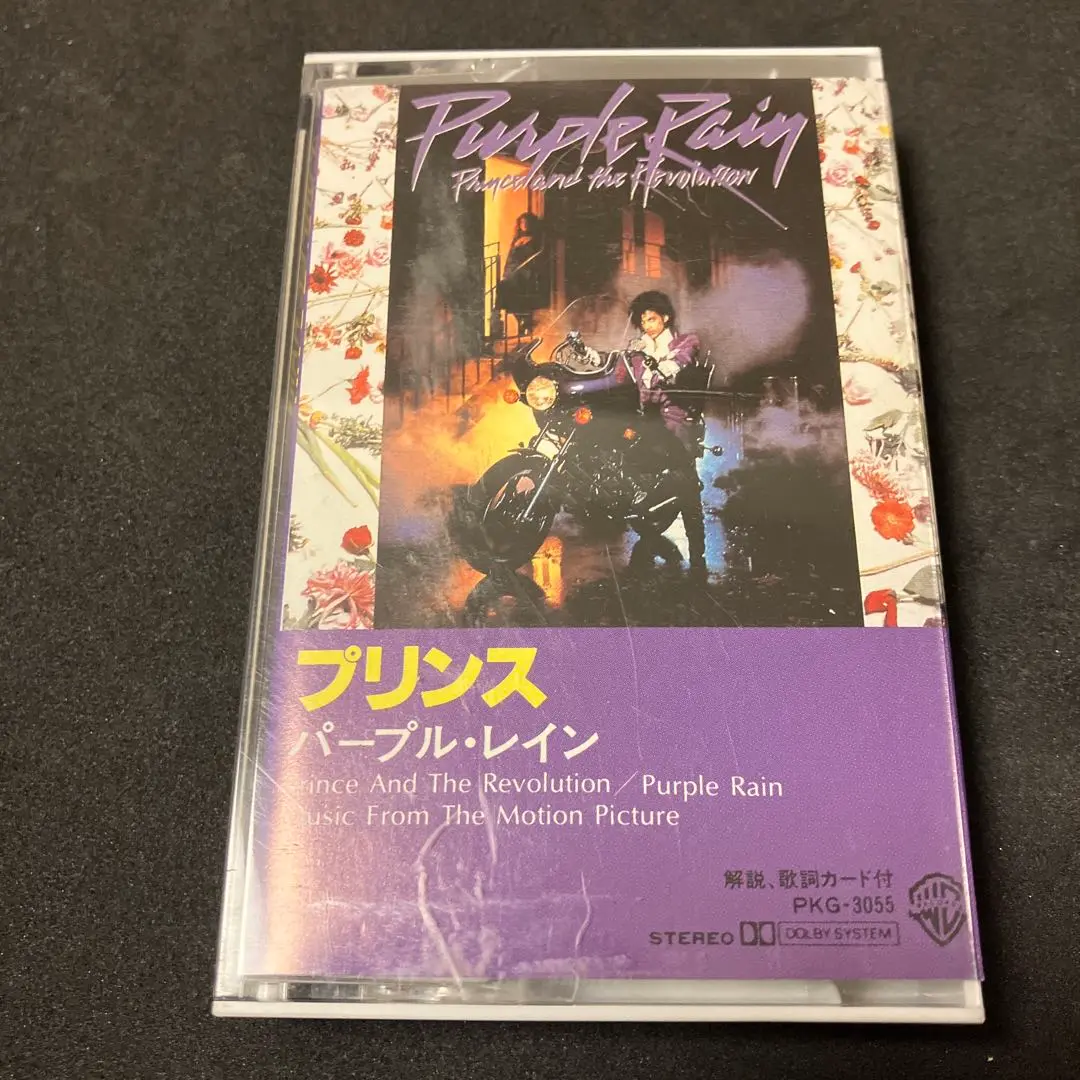 Purple Rain
Prince and the Revolution
プリンス
パープル・レイン
rince And The Revolution/Purple Rain
usic From The Motion Picture
解説、歌詞カード付
PKG-3055
STEREO DOLBY SYSTEM